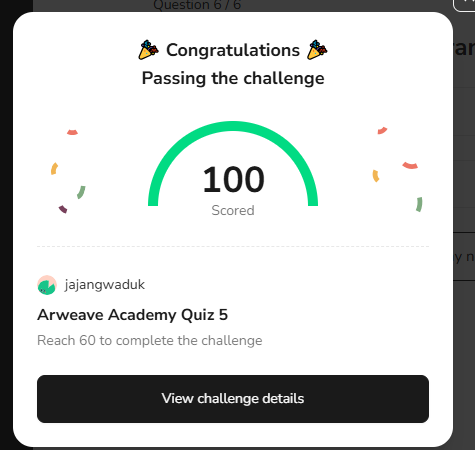 Question 6 / 6
🎉 Congratulations 🎉
Passing the challenge
100
Scored
jajangwaduk
Arweave Academy Quiz 5
Reach 60 to complete the challenge
View challenge details